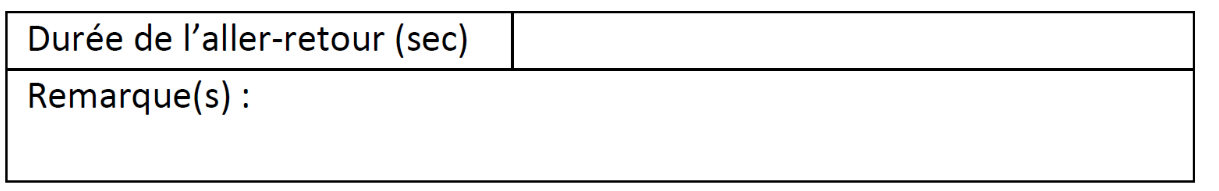 Durée de l’aller-retour (sec)
Remarque(s) :